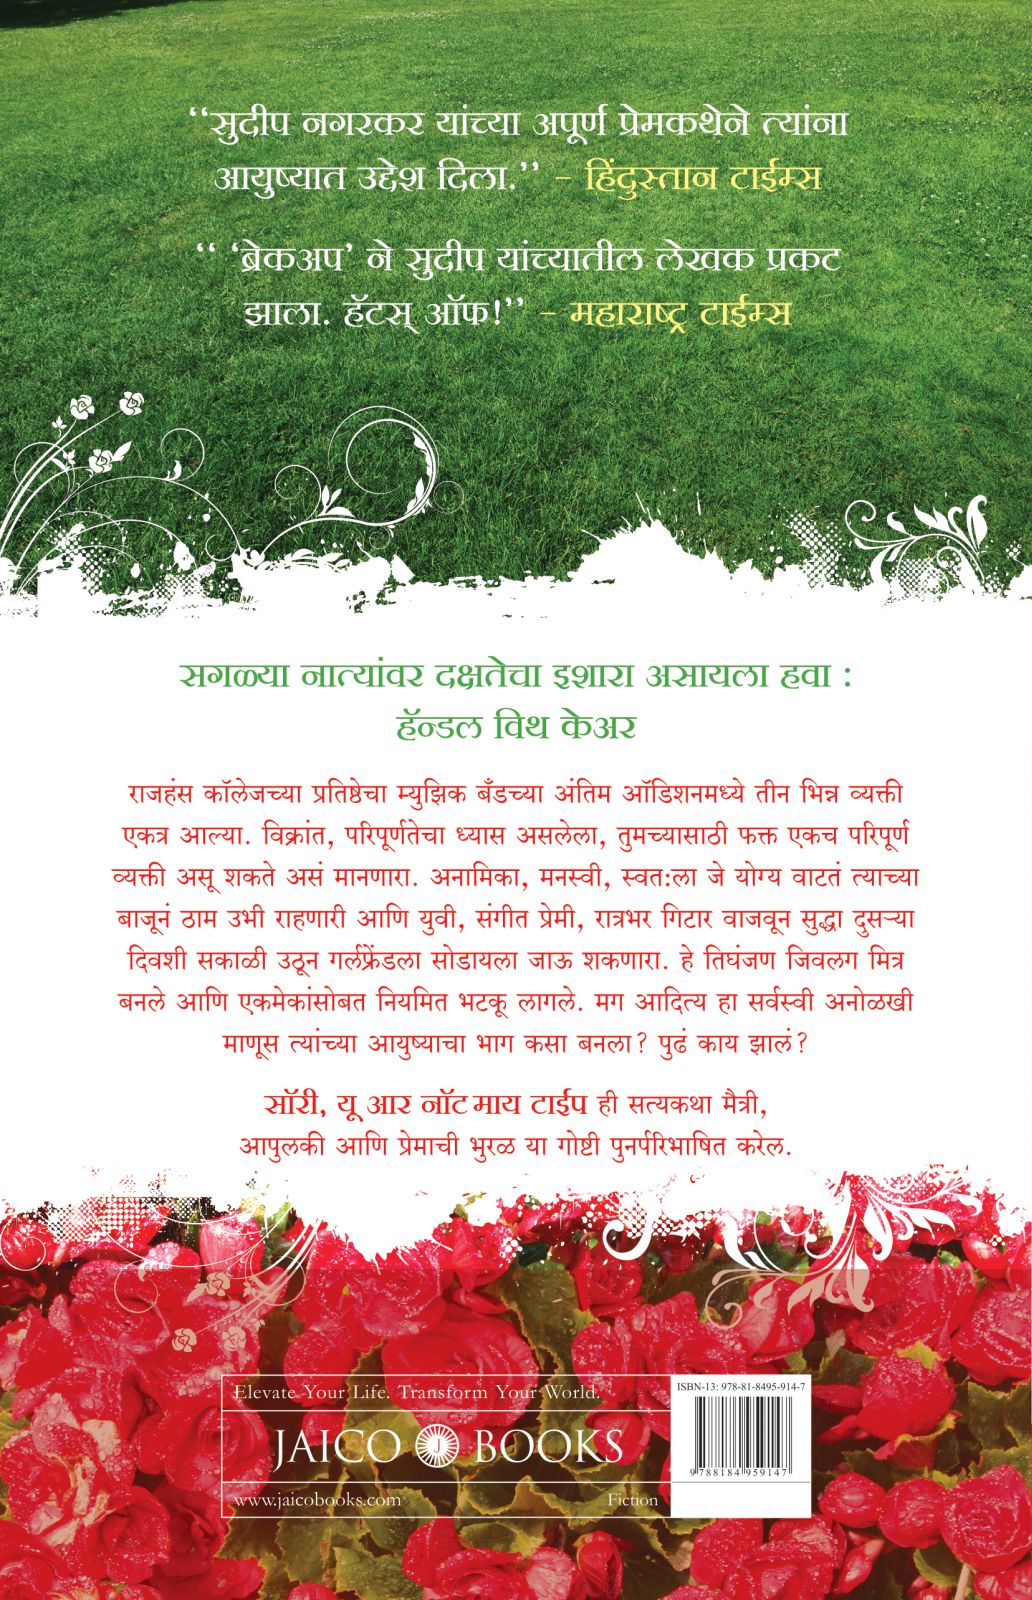 “सुदीप नगरकर यांच्या अपूर्ण प्रेमकथेने त्यांना
आयुष्यात उद्देश दिला.” – हिंदुस्तान टाईम्स
“ ‘ब्रेकअप’ ने सुदीप यांच्यातील लेखक प्रकट
झाला. हॅटस् ऑफ!” – महाराष्ट्र टाईम्स
सगळ्या नात्यांवर दक्षतेचा इशारा असायला हवा :
हॅन्डल विथ केअर
राजहंस कॉलेजच्या प्रतिष्ठेचा म्युझिक बँडच्या अंतिम ऑडिशनमध्ये तीन भिन्न व्यक्ती
एकत्र आल्या. विक्रांत, परिपूर्णतेचा ध्यास असलेला, तुमच्यासाठी फक्त एकच परिपूर्ण
व्यक्ती असू शकते असं मानणारा. अनामिका, मनस्वी, स्वत:ला जे योग्य वाटतं त्याच्या
बाजूनं ठाम उभी राहणारी आणि युवी, संगीत प्रेमी, रात्रभर गिटार वाजवून सुद्धा दुसऱ्या
दिवशी सकाळी उठून गर्लफ्रेंडला सोडायला जाऊ शकणारा. हे तिघंजण जिवलग मित्र
बनले आणि एकमेकांसोबत नियमित भटकू लागले. मग आदित्य हा सर्वस्वी अनोळखी
माणूस त्यांच्या आयुष्याचा भाग कसा बनला? पुढं काय झालं?
सॉरी, यू आर नॉट माय टाईप ही सत्यकथा मैत्री,
आपुलकी आणि प्रेमाची भुरळ या गोष्टी पुनर्परिभाषित करेल.
Elevate Your Life. Transform Your World.
ISBN-13: 978-81-8495-914-7
JAICO J BOOKS
9 788184 959147
www.jaicobooks.com
Fiction